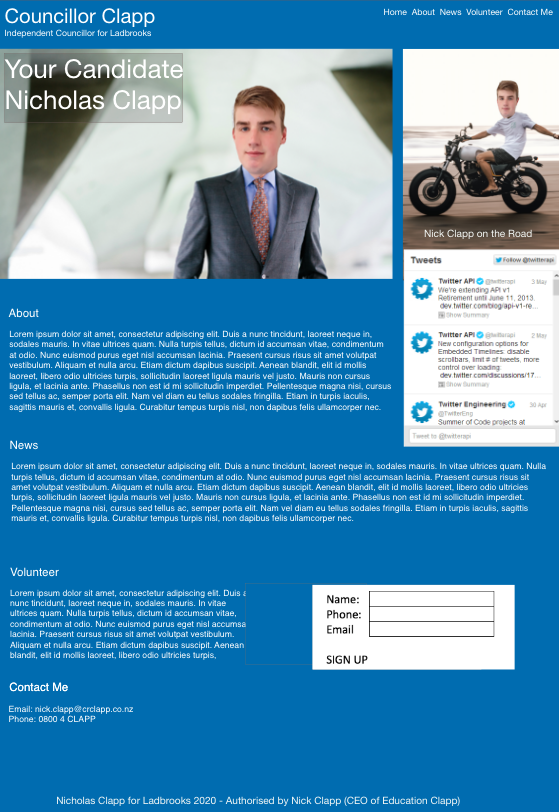 Councillor Clapp
Independent Councillor for Ladbrooks
Home About News Volunteer Contact Me
Your Candidate
Nicholas Clapp
Nick Clapp on the Road
Tweets
Follow @twitterapi
Twitter API @twitterapi 3 May
We're extending API v1
Retirement until June 11, 2013.
dev.twitter.com/blog/api-v1-re...
Show Summary
Twitter API @twitterapi 2 May
New configuration options for
Embedded Timelines: disable
scrollbars, limit # of tweets, more
control over loading:
dev.twitter.com/discussions/17...
Show Summary
Twitter Engineering 30 Apr
@TwitterEng
Summer of Code projects at
Tweet to @twitterapi
About
Lorem ipsum dolor sit amet, consectetur adipiscing elit. Duis a nunc tincidunt, laoreet neque in,
sodales mauris. In vitae ultrices quam. Nulla turpis tellus, dictum id accumsan vitae, condimentum
at odio. Nunc euismod purus eget nisl accumsan lacinia. Praesent cursus risus sit amet volutpat
vestibulum. Aliquam et nulla arcu. Etiam dictum dapibus suscipit. Aenean blandit, elit id mollis
laoreet, libero odio ultricies turpis, sollicitudin laoreet ligula mauris vel justo. Mauris non cursus
ligula, et lacinia ante. Phasellus non est id mi sollicitudin imperdiet. Pellentesque magna nisi, cursus
sed tellus ac, semper porta elit. Nam vel diam eu tellus sodales fringilla. Etiam in turpis iaculis,
sagittis mauris et, convallis ligula. Curabitur tempus turpis nisl, non dapibus felis ullamcorper nec.
News
Lorem ipsum dolor sit amet, consectetur adipiscing elit. Duis a nunc tincidunt, laoreet neque in, sodales mauris. In vitae ultrices quam. Nulla
turpis tellus, dictum id accumsan vitae, condimentum at odio. Nunc euismod purus eget nisl accumsan lacinia. Praesent cursus risus sit
amet volutpat vestibulum. Aliquam et nulla arcu. Etiam dictum dapibus suscipit. Aenean blandit, elit id mollis laoreet, libero odio ultricies
turpis, sollicitudin laoreet ligula mauris vel justo. Mauris non cursus ligula, et lacinia ante. Phasellus non est id mi sollicitudin imperdiet.
Pellentesque magna nisi, cursus sed tellus ac, semper porta elit. Nam vel diam eu tellus sodales fringilla. Etiam in turpis iaculis, sagittis
mauris et, convallis ligula. Curabitur tempus turpis nisl, non dapibus felis ullamcorper nec.
Volunteer
Lorem ipsum dolor sit amet, consectetur adipiscing elit. Duis a
nunc tincidunt, laoreet neque in, sodales mauris. In vitae
ultrices quam. Nulla turpis tellus, dictum id accumsan vitae,
condimentum at odio. Nunc euismod purus eget nisl accumsa
lacinia. Praesent cursus risus sit amet volutpat vestibulum.
Aliquam et nulla arcu. Etiam dictum dapibus suscipit. Aenean
blandit, elit id mollis laoreet, libero odio ultricies turpis,
Name:
Phone:
Email
SIGN UP
Contact Me
Email: nick.clapp@crclapp.co.nz
Phone: 0800 4 CLAPP
Nicholas Clapp for Ladbrooks 2020 - Authorised by Nick Clapp (CEO of Education Clapp)